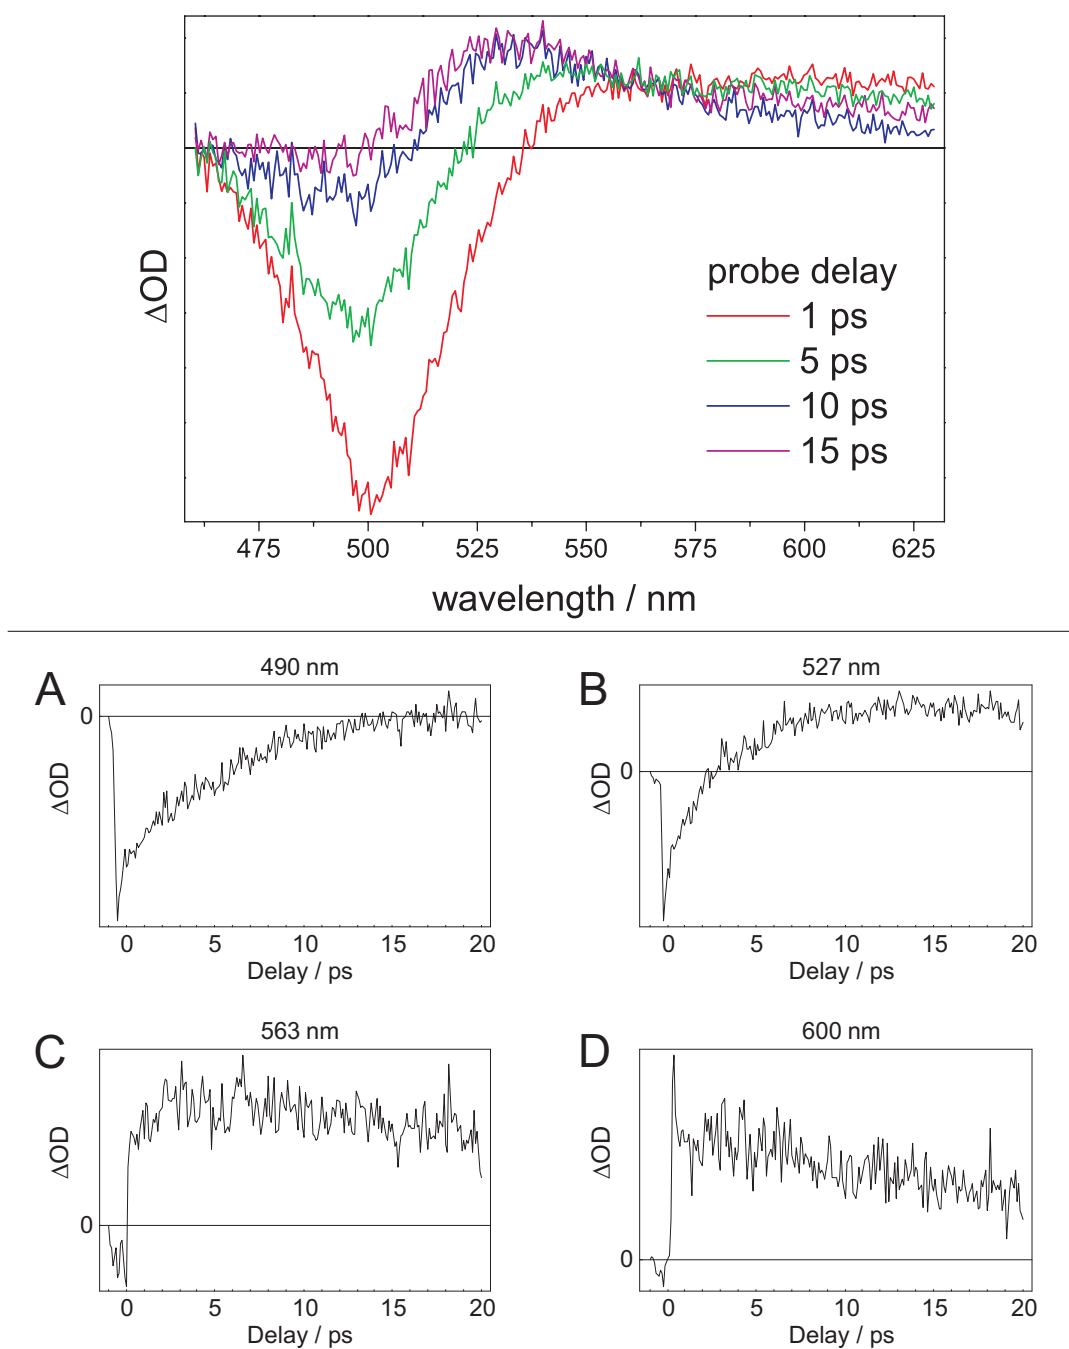 ΔOD
probe delay
1 ps
5 ps
10 ps
15 ps
475 500 525 550 575 600 625
wavelength / nm
A
490 nm
0
ΔOD
0 5 10 15 20
Delay / ps
B
527 nm
0
ΔOD
0 5 10 15 20
Delay / ps
C
563 nm
ΔOD
0
0 5 10 15 20
Delay / ps
D
600 nm
ΔOD
0
0 5 10 15 20
Delay / ps